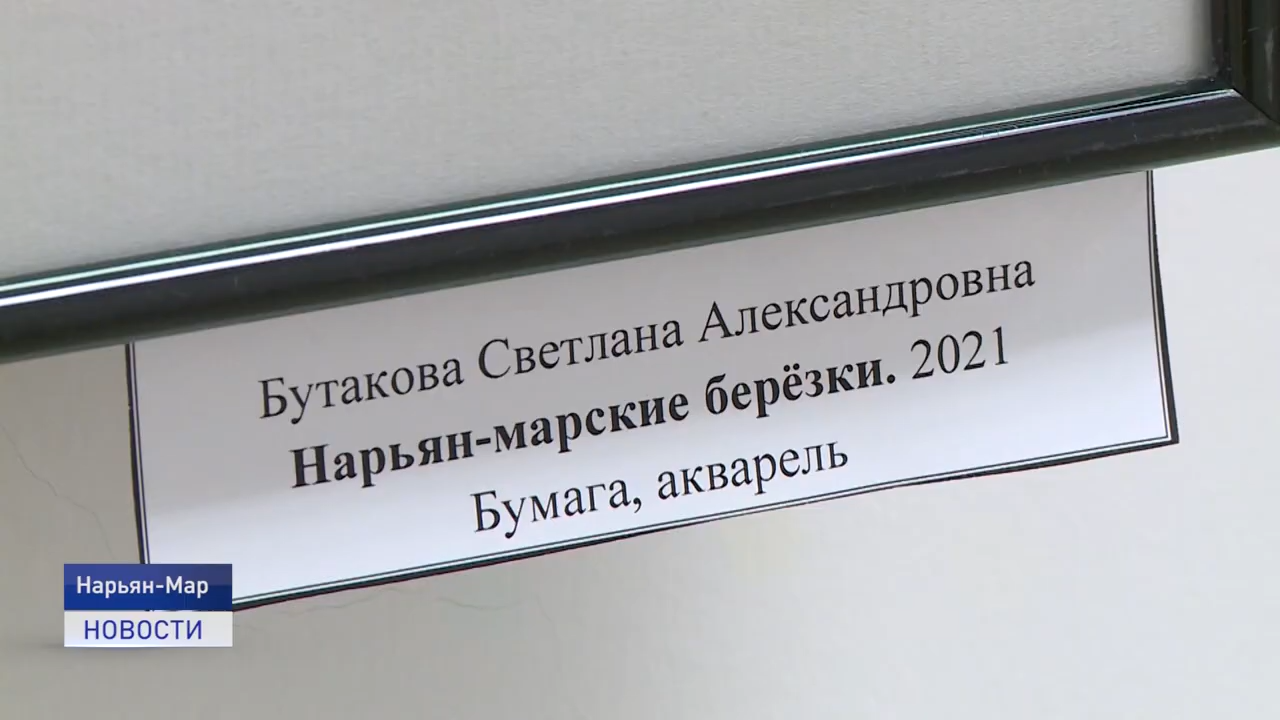 Бутакова Светлана Александровна
Нарьян-марские берёзки. 2021
Бумага, акварель
Нарьян-Мар
НОВОСТИ